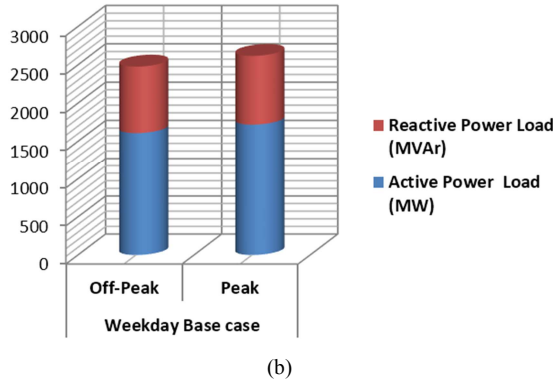 3000
2500
2000
1500
1000
500
0
Off-Peak
Peak
Weekday Base case
Reactive Power Load
(MVAr)
Active Power Load
(MW)
(b)